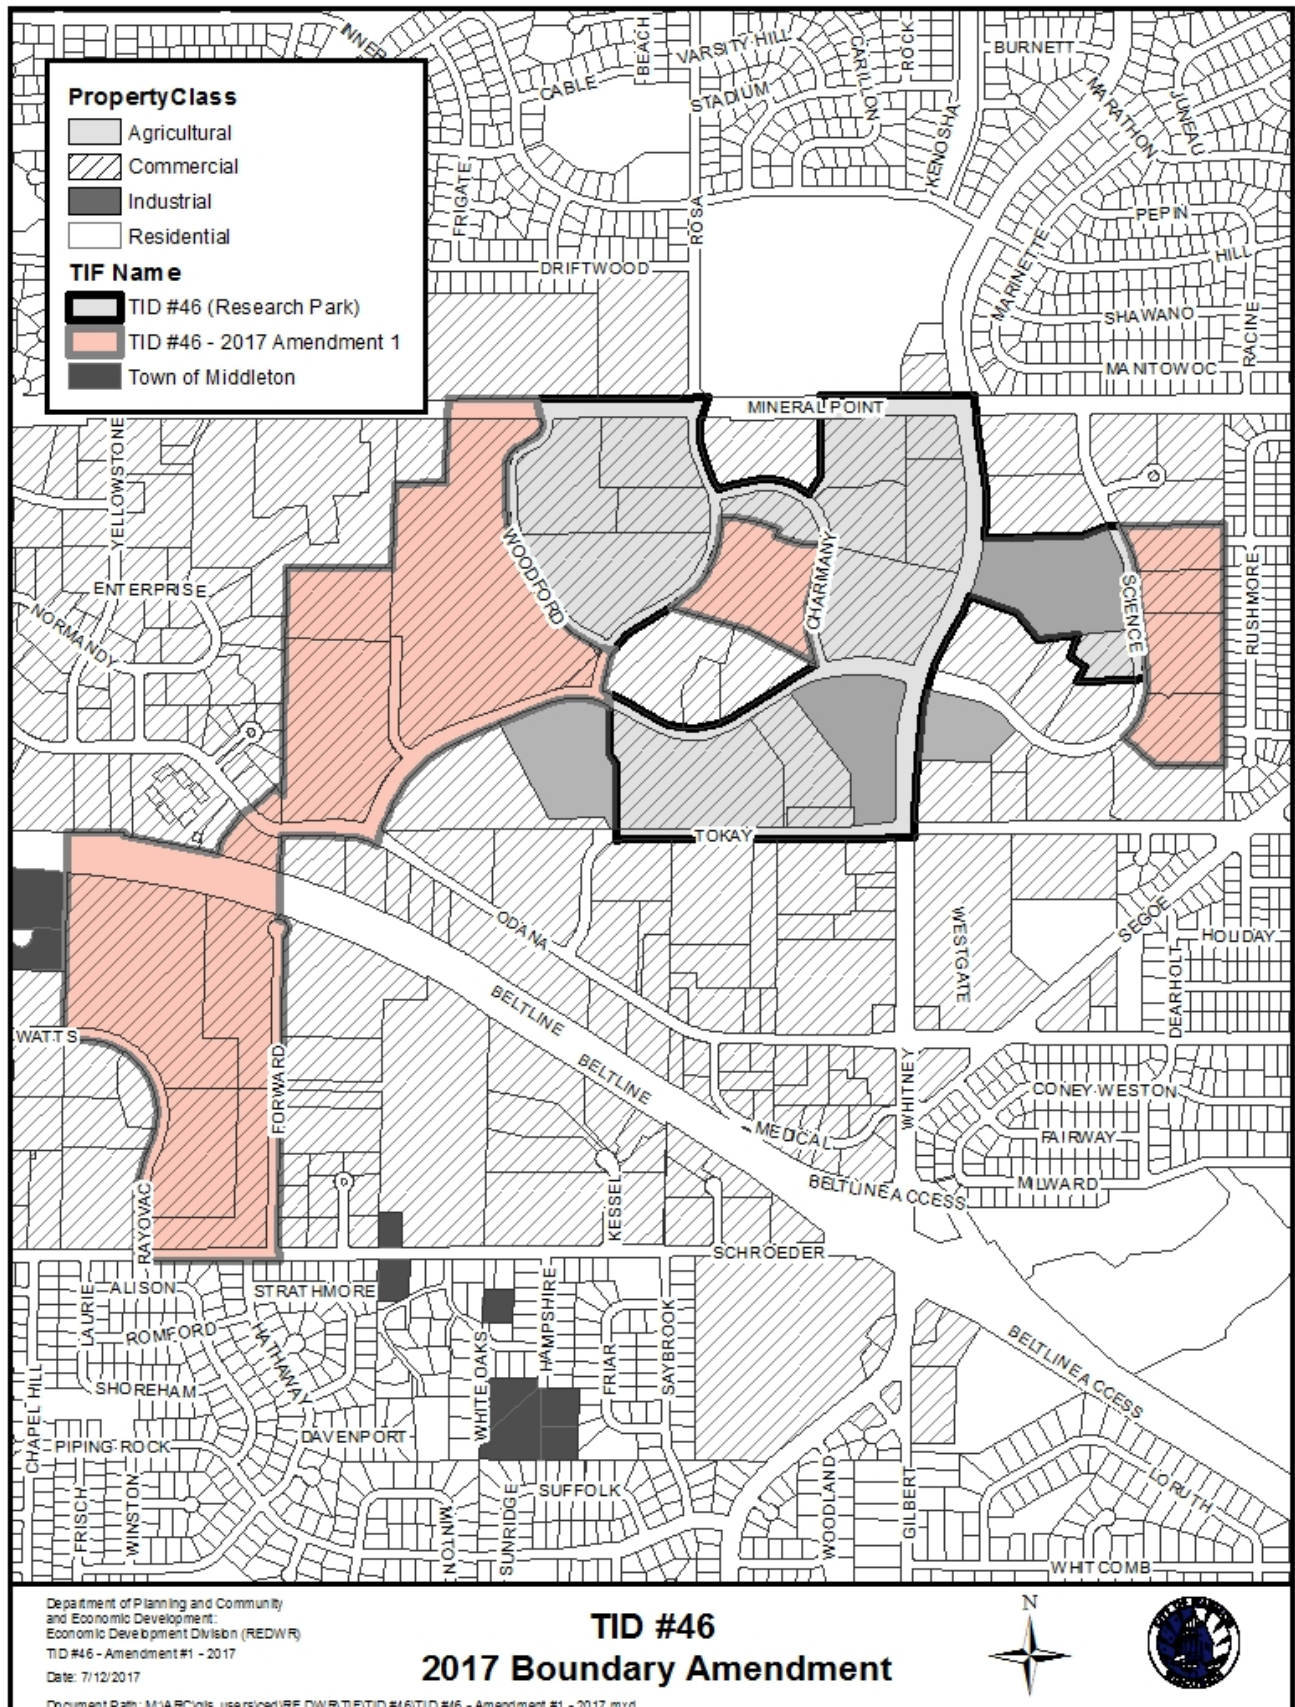 INNER
BEACH
VARSITY HILL
CARILLON
ROCK
BURNETT
CABLE
STADIUM
MARATHON
JUNEAU
KENOSHA
PropertyClass
Agricultural
Commercial
Industrial
Residential
TIF Name
TID #46 (Research Park)
TID #46 - 2017 Amendment 1
Town of Middleton
FRIGATE
ROSA
PEPIN
HILL
MARINETTE
DRIFTWOOD
SHAWANO
RACINE
MANITOWOC
MINERAL POINT
YELLOWSTONE
WOODFORD
CHARMANY
SCIENCE
RUSHMORE
ENTERPRISE
NORMANDY
TOKAY
ODANA
WESTGATE
SEGOE
HOLIDAY
DEARHOLT
BELTLINE
WATTS
BELTLINE
FORWARD
WHITNEY
CONEY WESTON
MEDICAL
FAIRWAY
MILWARD
BELTLINE ACCESS
RAYOVAC
KESSEL
SCHROEDER
ALISON
STRATHMORE
LAURIE
ROMFORD
HATHAWAY
HAMPSHIRE
WHITE OAKS
FRIAR
SAYBROOK
BELTLINE ACCESS
SHOREHAM
CHAPEL HILL
PIPING ROCK
DAVENPORT
FRISCH
WINSTON
MINTON
SUNRIDGE
SUFFOLK
WOODLAND
GILBERT
LORUTH
WHITCOMB
Department of Planning and Community
and Economic Development:
Economic Development Division (REDWR)
TID #46 - Amendment #1 - 2017
Date: 7/12/2017
TID #46
2017 Boundary Amendment
N